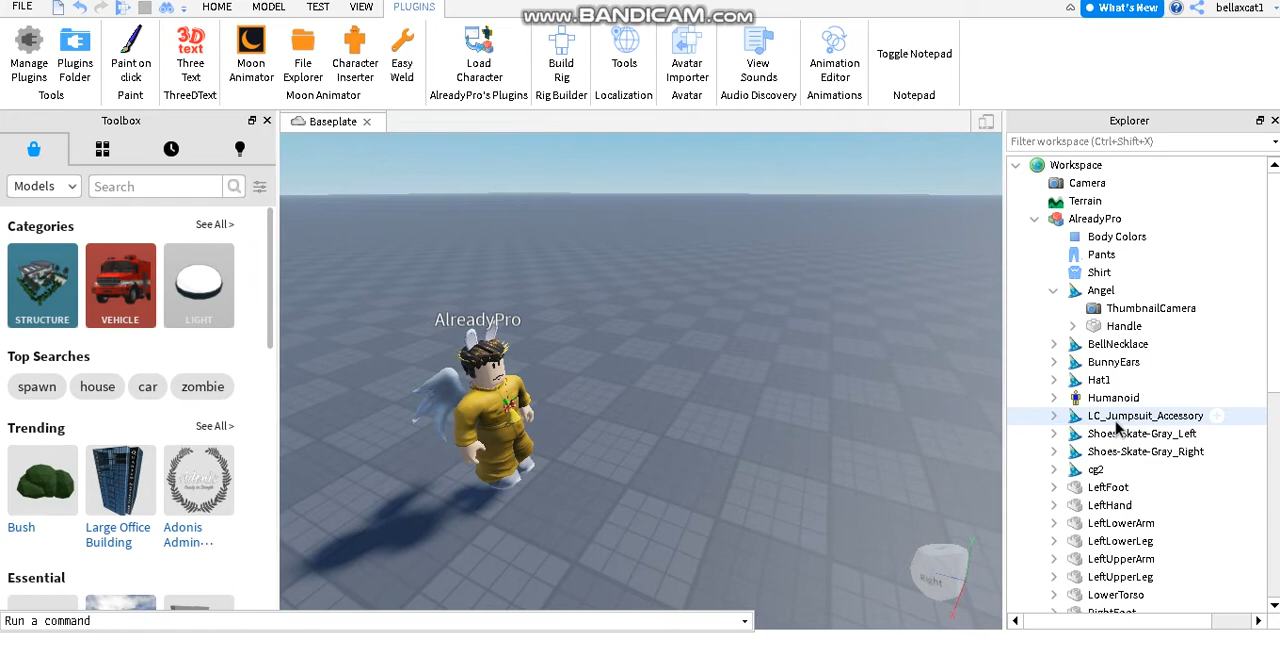 FILE HOME MODEL TEST VIEW PLUGINS What's New bellaxcat1
www.BANDICAM.com
Manage Plugins Plugins Folder Paint on click 3D text Three Text Moon Animator File Explorer Character Inserter Easy Weld Load Character Build Rig Tools Avatar Importer View Sounds Animation Editor Toggle Notepad
Tools Paint ThreeDText Moon Animator AlreadyPro's Plugins Rig Builder Localization Avatar Audio Discovery Animations Notepad
Toolbox
Models Search
Categories See All >
STRUCTURE VEHICLE LIGHT
Top Searches
spawn house car zombie
Trending See All >
Bush Large Office Building Adonis Admin...
Essential
Baseplate
AlreadyPro
Right
Explorer
Filter workspace (Ctrl+Shift+X)
Workspace
Camera
Terrain
AlreadyPro
Body Colors
Pants
Shirt
Angel
ThumbnailCamera
Handle
BellNecklace
BunnyEars
Hat1
Humanoid
LC_Jumpsuit_Accessory
Shoes-Skate-Gray_Left
Shoes-Skate-Gray_Right
cg2
LeftFoot
LeftHand
LeftLowerArm
LeftLowerLeg
LeftUpperArm
LeftUpperLeg
LowerTorso
RightFoot
Run a command